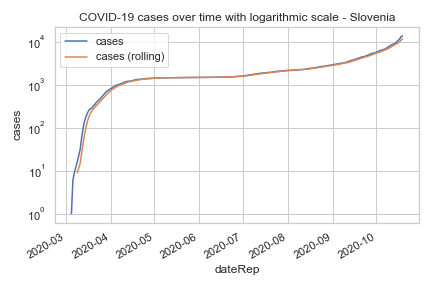 COVID-19 cases over time with logarithmic scale - Slovenia
cases
cases (rolling)
10⁴
10³
10²
10¹
10⁰
cases
2020-03
2020-04
2020-05
2020-06
2020-07
2020-08
2020-09
2020-10
dateRep